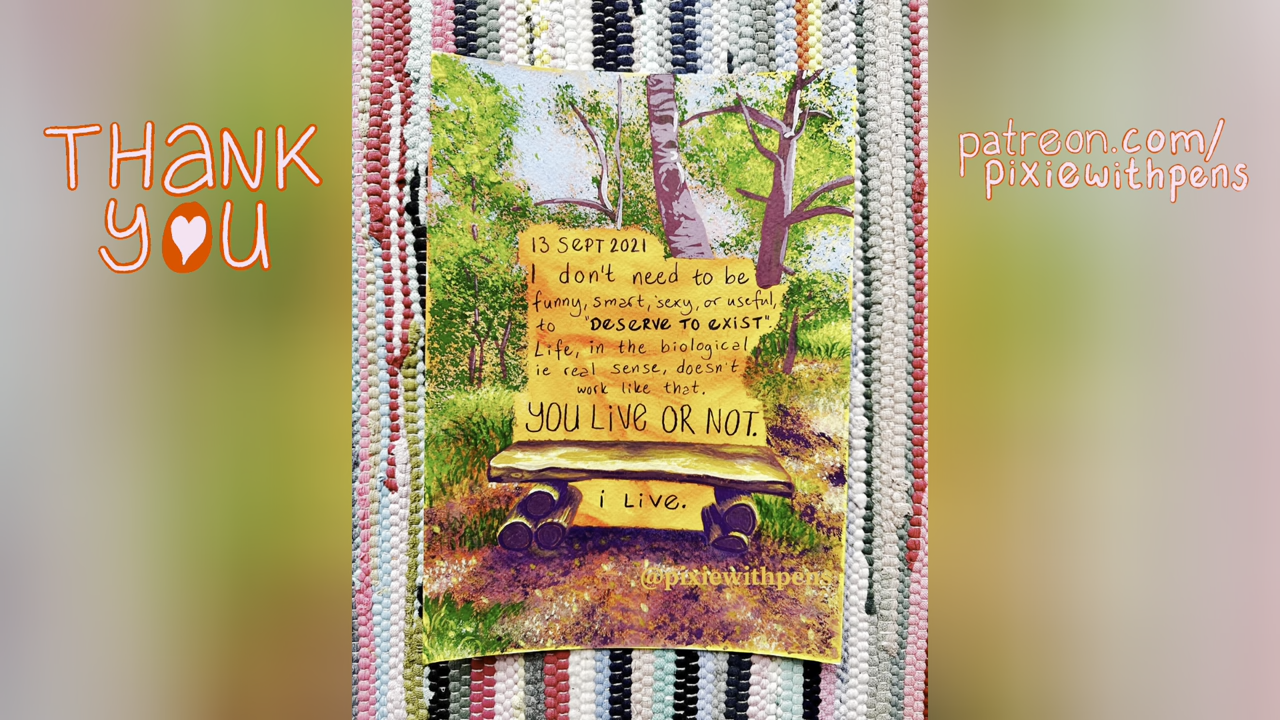 THANK
YOU
patreon.com/
pixiewithpens
13 SEPT 2021
I don't need to be
funny, smart, sexy, or useful,
to "DESERVE TO EXIST".
Life, in the biological
ie real sense, doesn't
work like that.
YOU LIVE OR NOT.
i LIVE.
@pixiewithpens